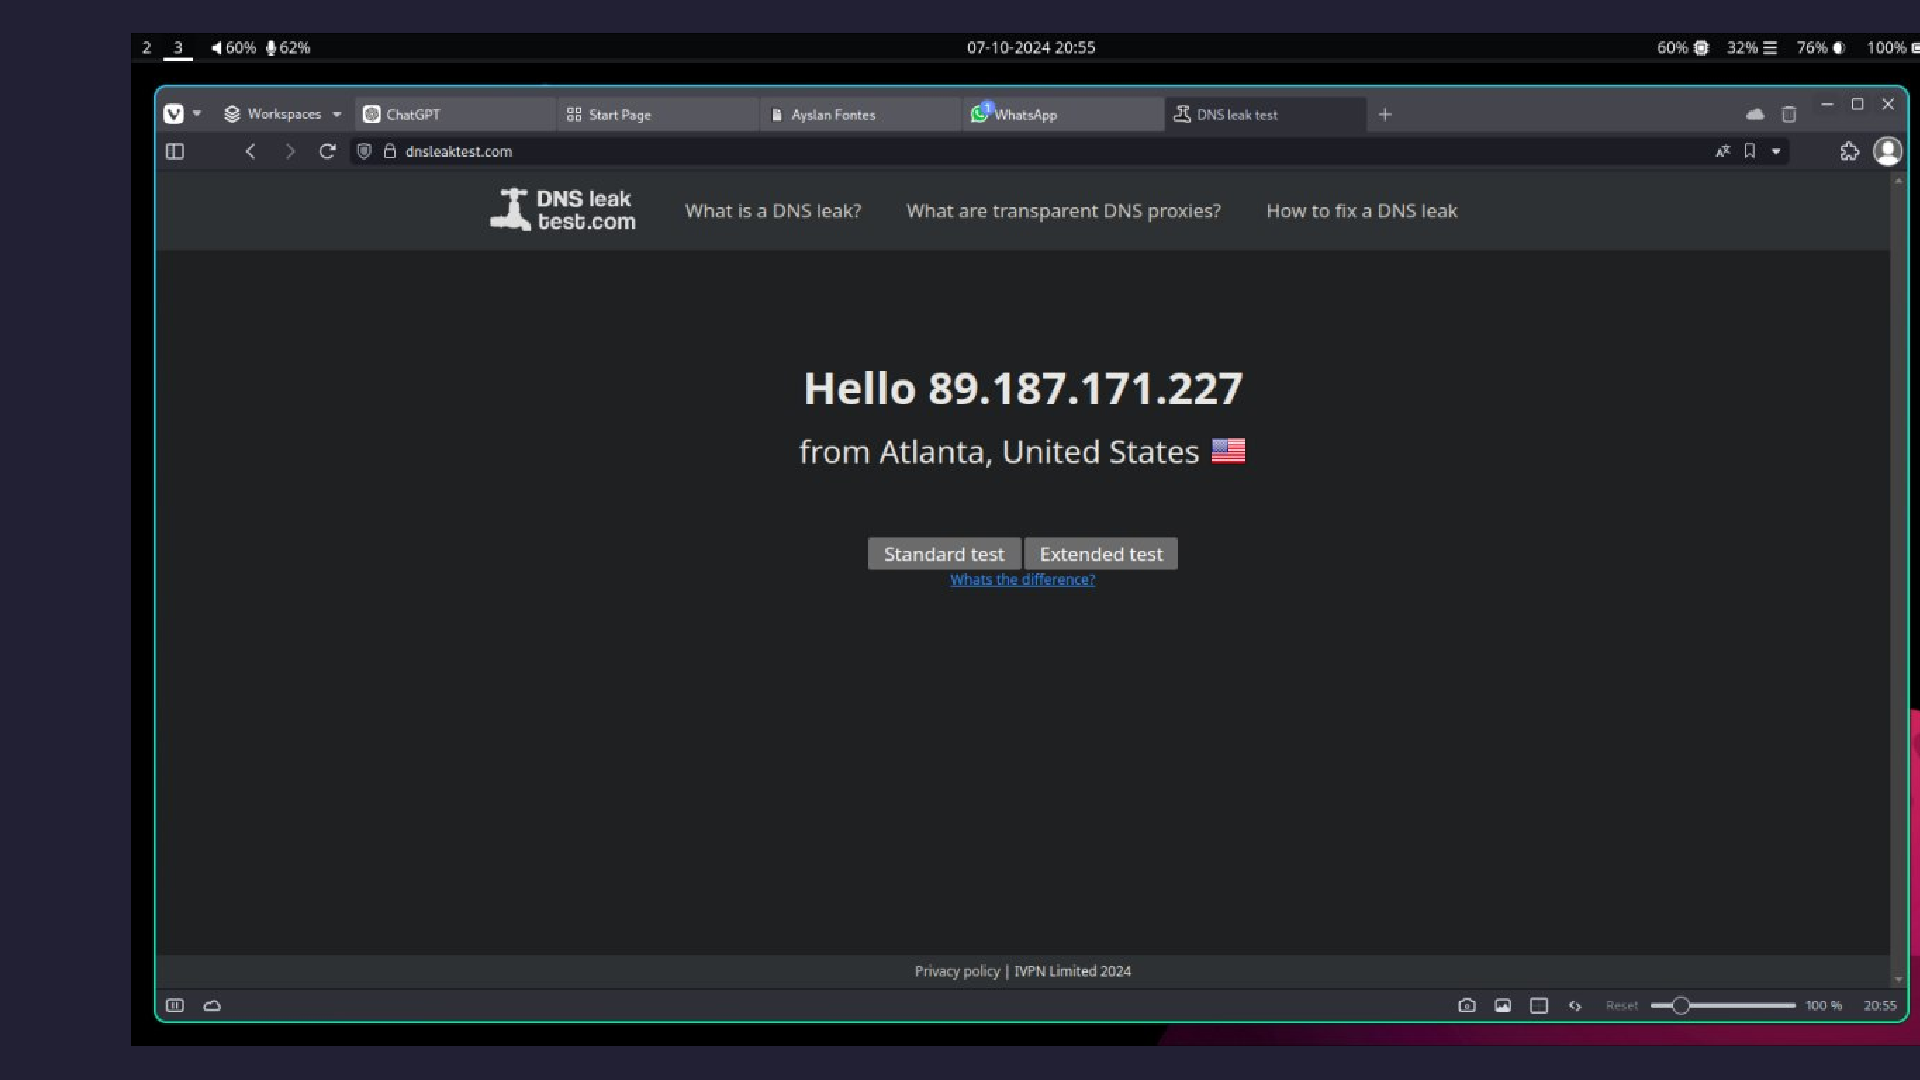 2 3 60% 62% 07-10-2024 20:55 60% 32% 76% 100%
Workspaces ChatGPT Start Page Ayslan Fontes 1 WhatsApp DNS leak test
dnsleaktest.com
DNS leak
test.com
What is a DNS leak? What are transparent DNS proxies? How to fix a DNS leak
Hello 89.187.171.227
from Atlanta, United States
Standard test Extended test
Whats the difference?
Privacy policy | IVPN Limited 2024
Reset 100 % 20:55